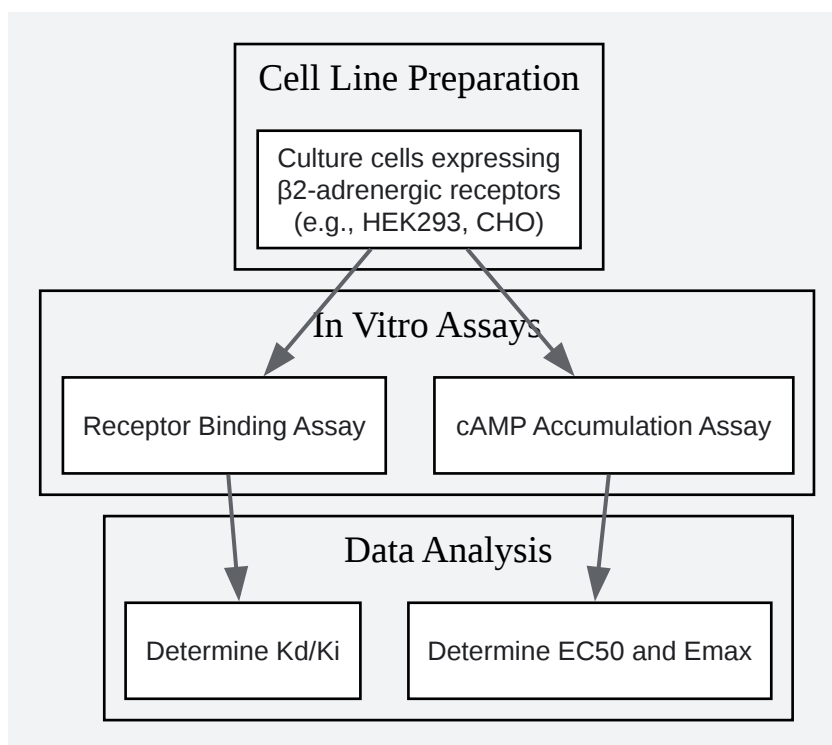 Cell Line Preparation
Culture cells expressing
β2-adrenergic receptors
(e.g., HEK293, CHO)
In Vitro Assays
Receptor Binding Assay
cAMP Accumulation Assay
Data Analysis
Determine Kd/Ki
Determine EC50 and Emax